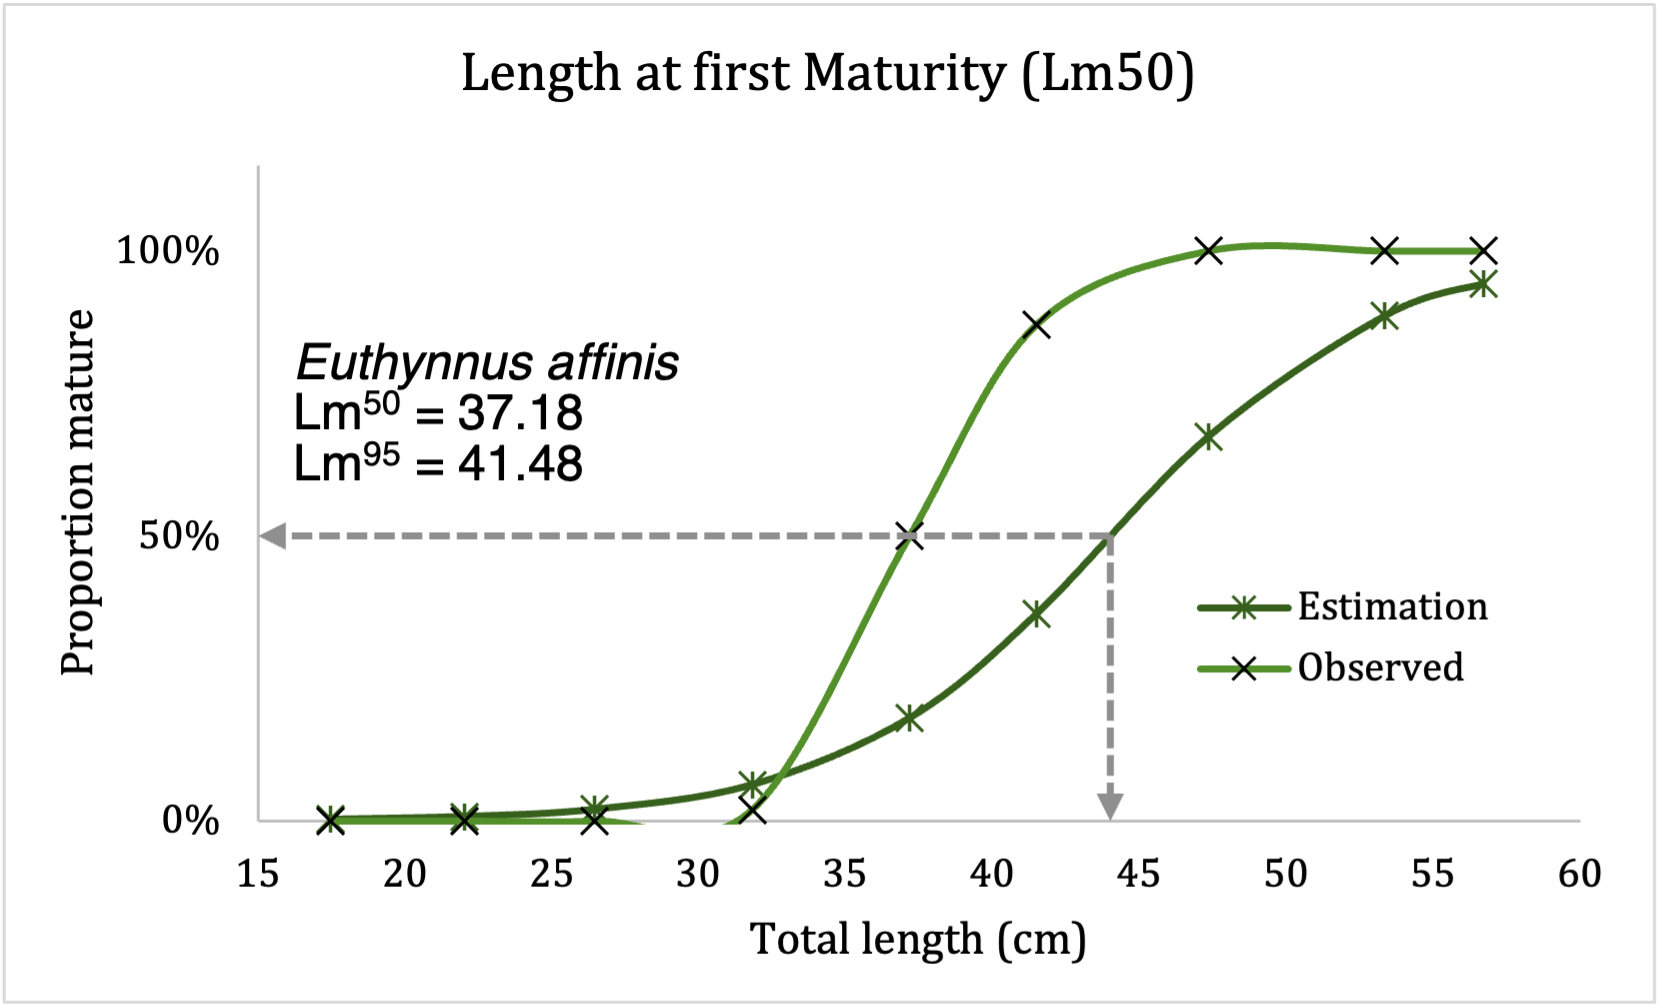 Length at first Maturity (Lm50)
100%
50%
0%
Proportion mature
Euthynnus affinis
Lm⁵⁰ = 37.18
Lm⁹⁵ = 41.48
Estimation
Observed
15 20 25 30 35 40 45 50 55 60
Total length (cm)